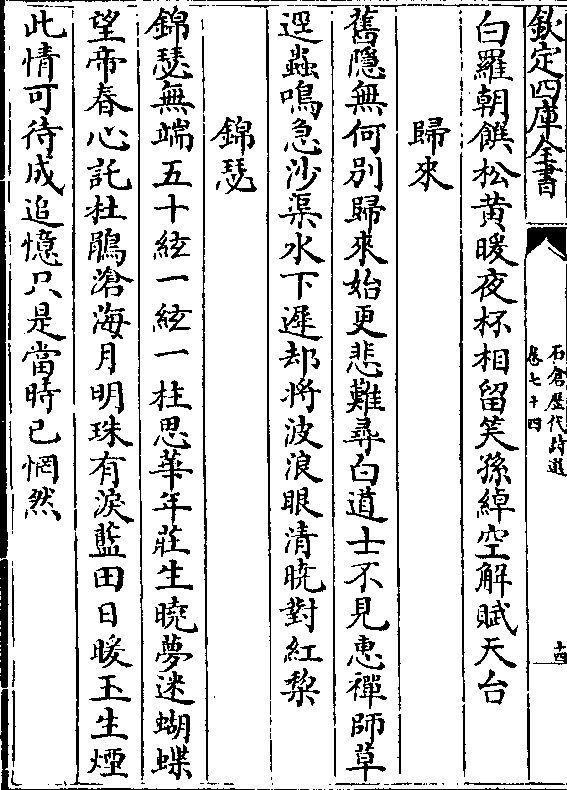 欽定四庫全書
石倉歴代詩選
卷七十四
十四
白羅朝饌松黄暖夜杯相留笑孫綽空解賦天台
歸來
舊隱無何别歸來始更悲難尋白道士不見惠禪師草
逕蟲鳴急沙渠水下遲却將波浪眼清曉對紅棃
錦瑟
錦瑟無端五十絃一絃一柱思華年莊生曉夢迷蝴蝶
望帝春心託杜鵑滄海月明珠有淚藍田日暖玉生煙
此情可待成追憶只是當時已惘然